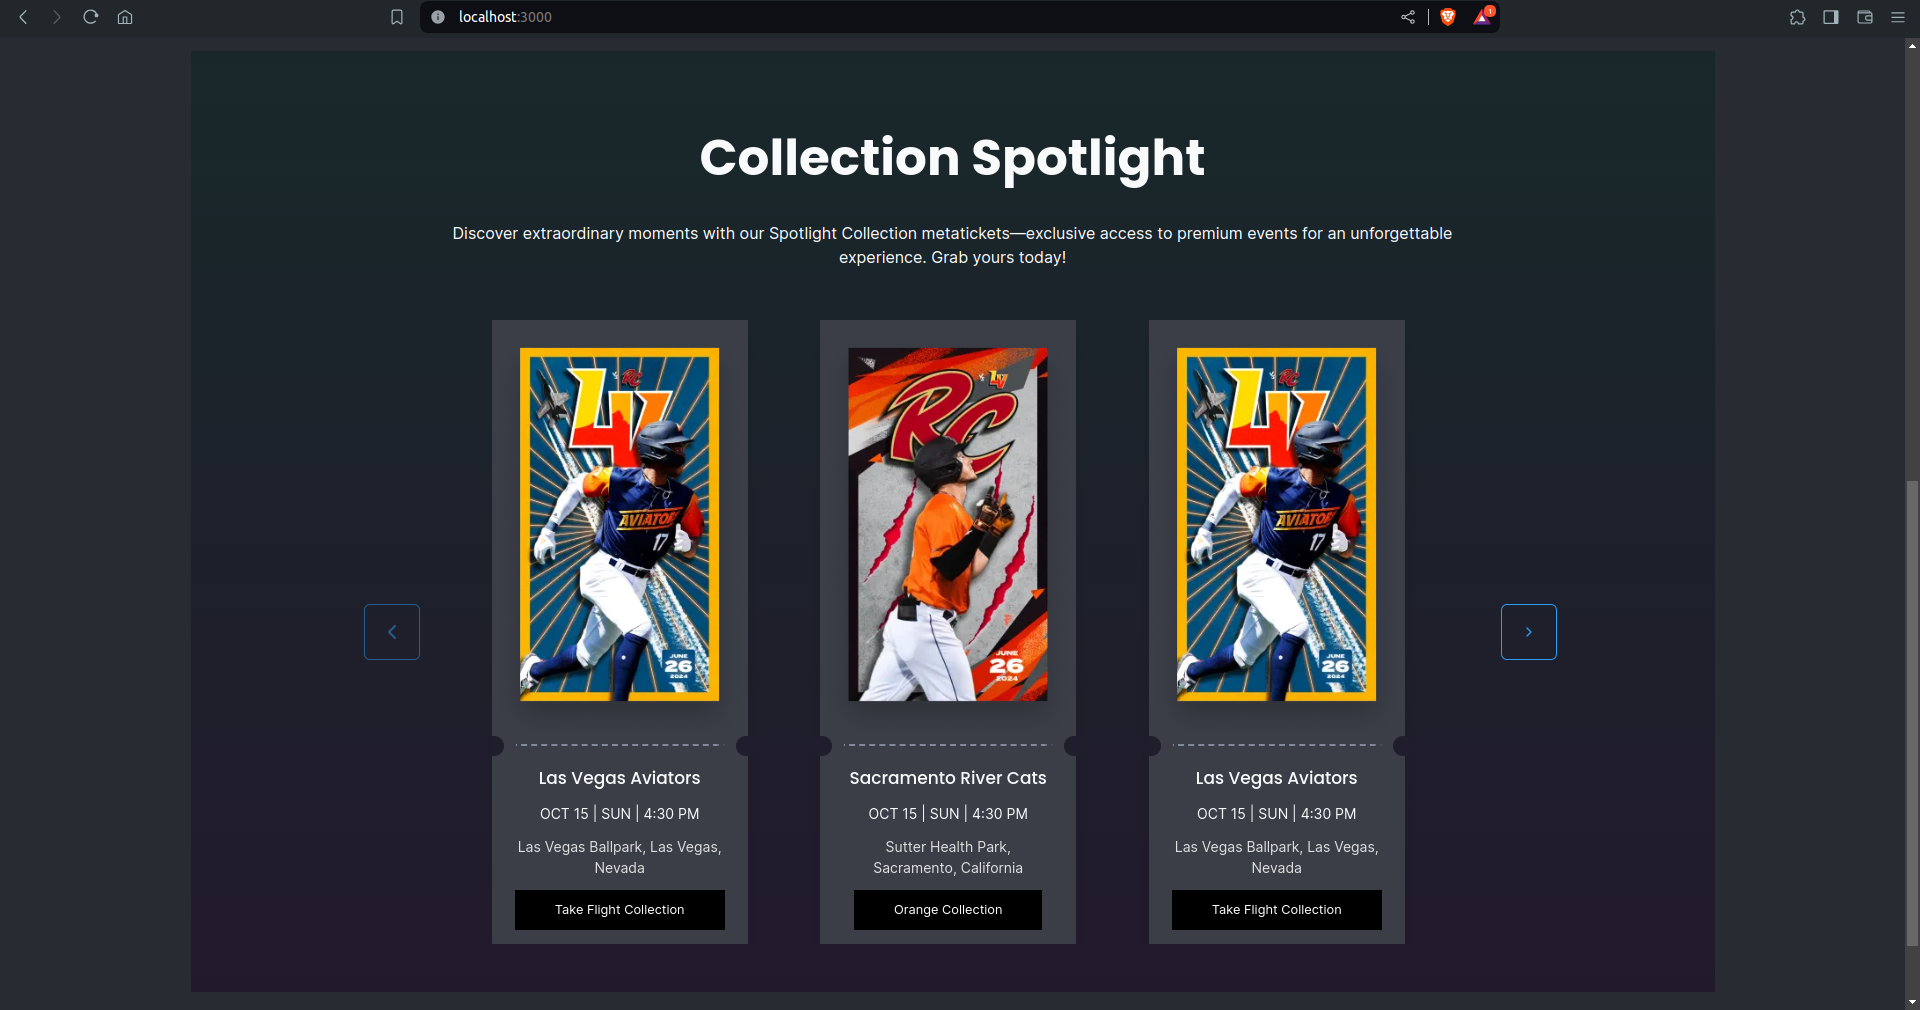 localhost:3000
1
Collection Spotlight
Discover extraordinary moments with our Spotlight Collection metatickets—exclusive access to premium events for an unforgettable
experience. Grab yours today!
LV
vs RC
AVIATORS
17
JUNE
26
2024
Las Vegas Aviators
OCT 15 | SUN | 4:30 PM
Las Vegas Ballpark, Las Vegas,
Nevada
Take Flight Collection
RC
vs LV
JUNE
26
2024
Sacramento River Cats
OCT 15 | SUN | 4:30 PM
Sutter Health Park,
Sacramento, California
Orange Collection
LV
vs RC
AVIATORS
17
JUNE
26
2024
Las Vegas Aviators
OCT 15 | SUN | 4:30 PM
Las Vegas Ballpark, Las Vegas,
Nevada
Take Flight Collection